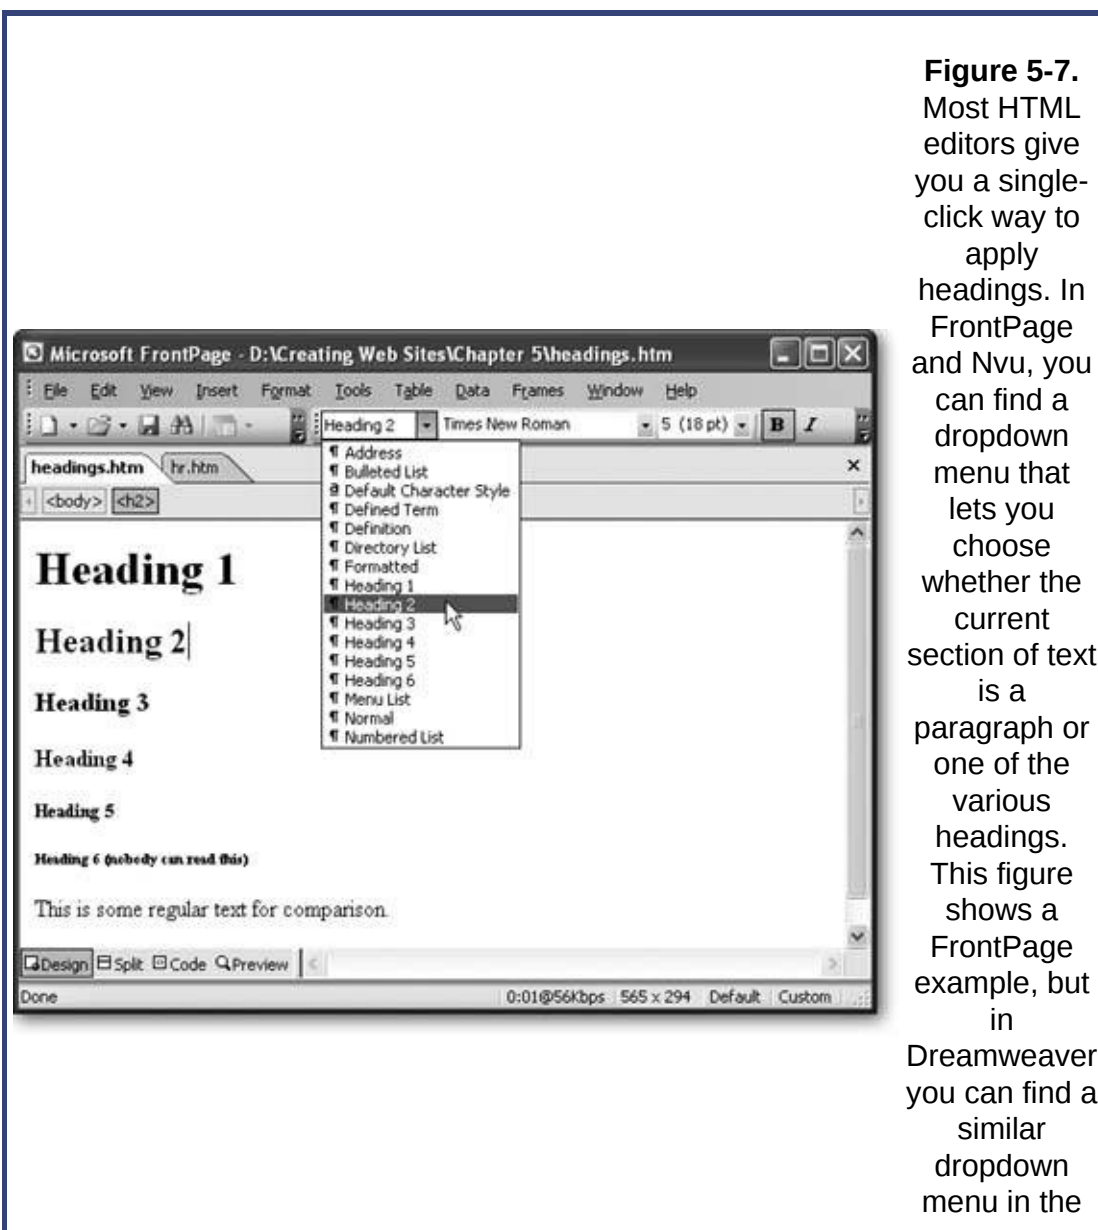 Figure 5-7.
Most HTML
editors give
you a single-
click way to
apply
headings. In
FrontPage
and Nvu, you
can find a
dropdown
menu that
lets you
choose
whether the
current
section of text
is a
paragraph or
one of the
various
headings.
This figure
shows a
FrontPage
example, but
in
Dreamweaver
you can find a
similar
dropdown
menu in the
Microsoft FrontPage - D:\Creating Web Sites\Chapter 5\headings.htm
File Edit View Insert Format Tools Table Data Frames Window Help
Heading 2 Times New Roman 5 (18 pt) B I
headings.htm hr.htm
<body> <h2>
¶ Address
¶ Bulleted List
a Default Character Style
¶ Defined Term
¶ Definition
¶ Directory List
¶ Formatted
¶ Heading 1
¶ Heading 2
¶ Heading 3
¶ Heading 4
¶ Heading 5
¶ Heading 6
¶ Menu List
¶ Normal
¶ Numbered List
Heading 1
Heading 2
Heading 3
Heading 4
Heading 5
Heading 6 (nobody can read this)
This is some regular text for comparison.
Design Split Code Preview
Done 0:01@56Kbps 565 x 294 Default Custom